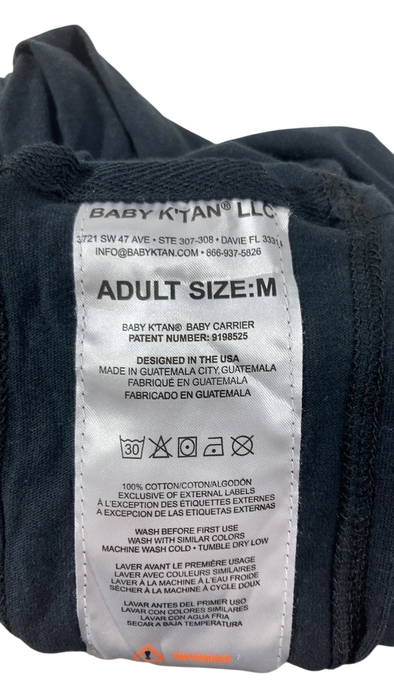 BABY K'TAN® LLC
3721 SW 47 AVE • STE 307-308 • DAVIE FL 3331
INFO@BABYKTAN.COM • 866-937-5826
ADULT SIZE:M
BABY K'TAN® BABY CARRIER
PATENT NUMBER: 9198525
DESIGNED IN THE USA
MADE IN GUATEMALA CITY, GUATEMALA
FABRIQUÉ EN GUATEMALA
FABRICADO EN GUATEMALA
30
100% COTTON/COTON/ALGODÓN
EXCLUSIVE OF EXTERNAL LABELS
À L'EXCEPTION DES ÉTIQUETTES EXTERNES
A EXCEPCION DE LAS ETIQUETAS EXTERNAS
WASH BEFORE FIRST USE
WASH WITH SIMILAR COLORS
MACHINE WASH COLD • TUMBLE DRY LOW
LAVER AVANT LE PREMIÈRE USAGE
LAVER AVEC COULEURS SIMILAIRES
LAVER À LA MACHINE À L'EAU FROIDE
SÉCHER À LA MACHINE À CYCLE DOUX
LAVAR ANTES DEL PRIMER USO
LAVAR CON COLORES SIMILARES
LAVAR CON AGUA FRIA
SECAR A BAJA TEMPERATURA